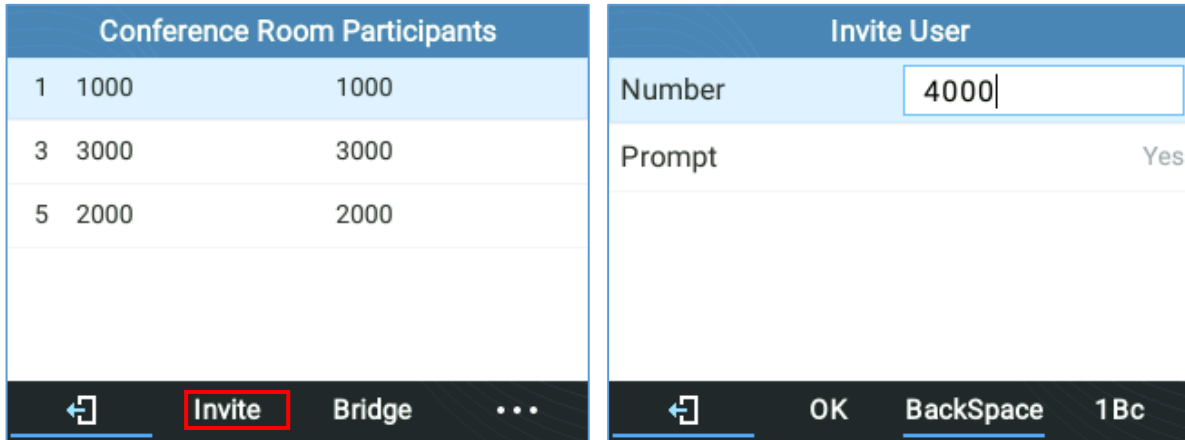 Conference Room Participants
1 1000 1000
3 3000 3000
5 2000 2000
Invite Bridge ...
Invite User
Number 4000
Prompt Yes
OK BackSpace 1Bc